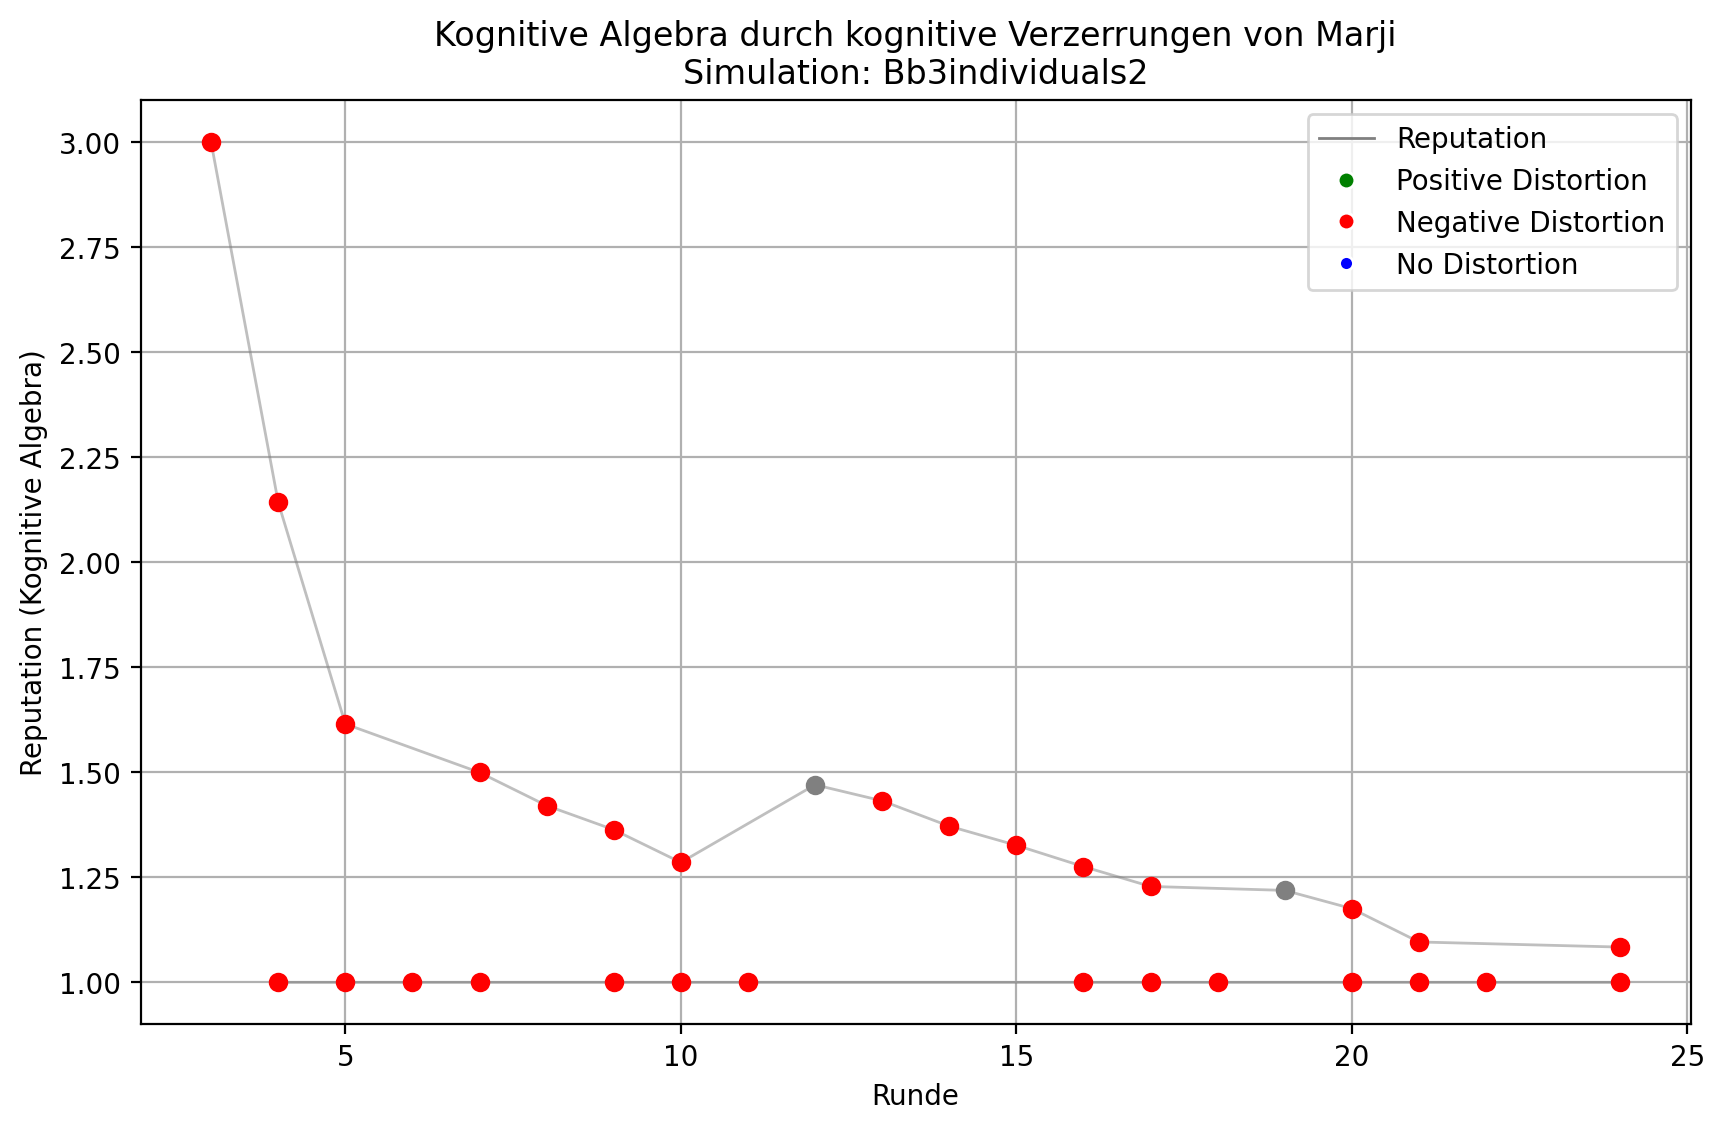 Kognitive Algebra durch kognitive Verzerrungen von Marji
Simulation: Bb3individuals2
Reputation
Positive Distortion
Negative Distortion
No Distortion
Reputation (Kognitive Algebra)
3.00
2.75
2.50
2.25
2.00
1.75
1.50
1.25
1.00
5
10
15
20
25
Runde